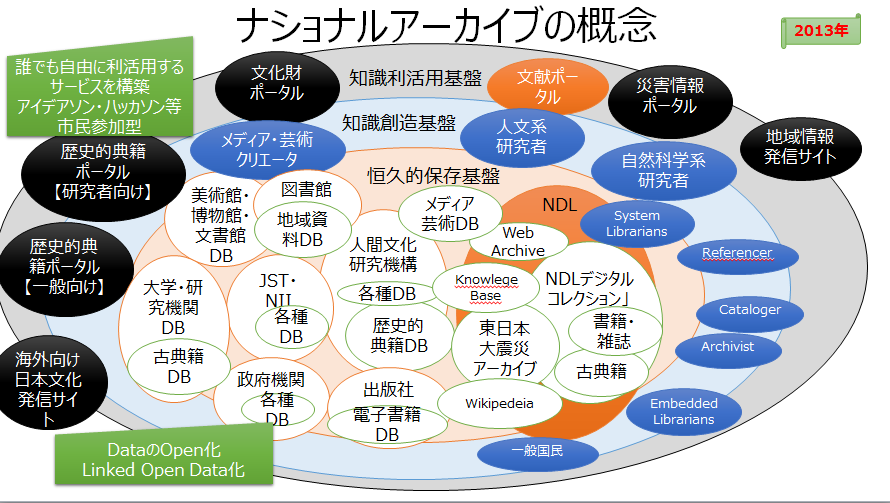 ナショナルアーカイブの概念
2013年
誰でも自由に利活用する
サービスを構築
アイデアソン・ハッカソン等
市民参加型
文化財
ポータル
知識利活用基盤
文献ポー
タル
災害情報
ポータル
地域情報
発信サイト
知識創造基盤
メディア・芸術
クリエータ
人文系
研究者
自然科学系
研究者
歴史的典籍
ポータル
【研究者向け】
恒久的保存基盤
美術館・
博物館・
文書館
DB
図書館
地域資
料DB
メディア
芸術DB
NDL
System
Librarians
Web
Archive
人間文化
研究機構
各種DB
歴史的典
籍ポータル
【一般向け】
Referencer
大学・研
究機関
DB
古典籍
DB
JST・
NII
各種
DB
Knowlege
Base
NDLデジタル
コレクション」
書籍・
雑誌
古典籍
歴史的
典籍DB
東日本
大震災
アーカイブ
Cataloger
Archivist
海外向け
日本文化
発信サイ
ト
政府機関
各種
DB
出版社
電子書籍
DB
Wikipedeia
Embedded
Librarians
一般国民
DataのOpen化
Linked Open Data化